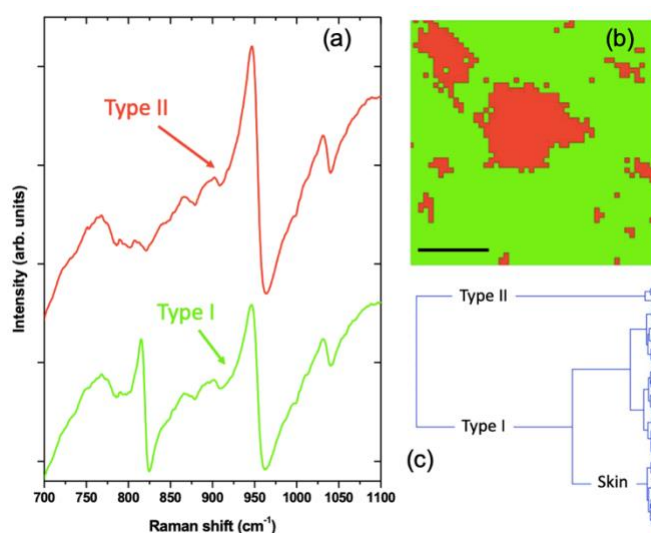 (a)
(b)
Type II
Type I
Intensity (arb. units)
700 750 800 850 900 950 1000 1050 1100
Raman shift (cm-1)
Type II
Type I
Skin
(c)